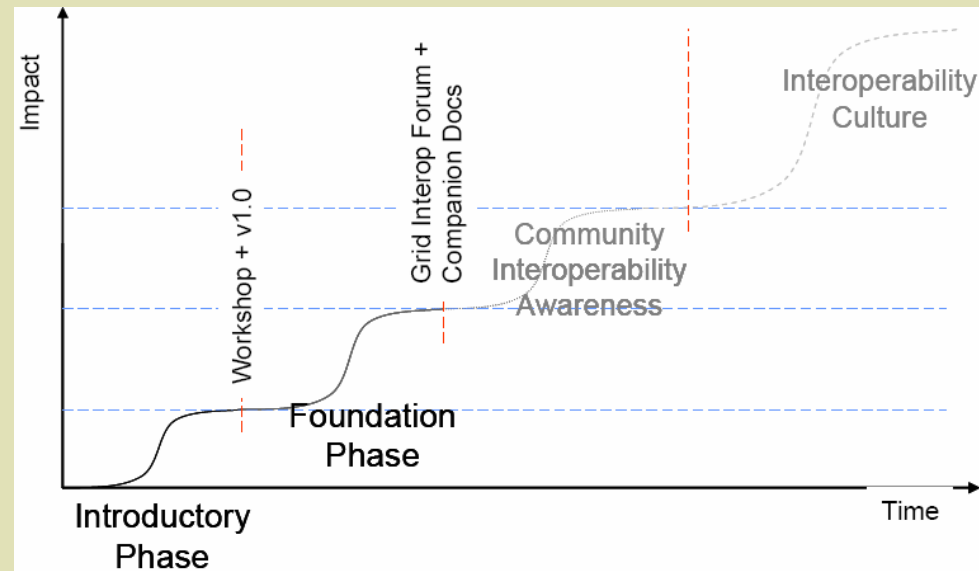 Impact
Workshop + v1.0
Grid Interop Forum +
Companion Docs
Interoperability
Culture
Community
Interoperability
Awareness
Foundation
Phase
Introductory
Phase
Time